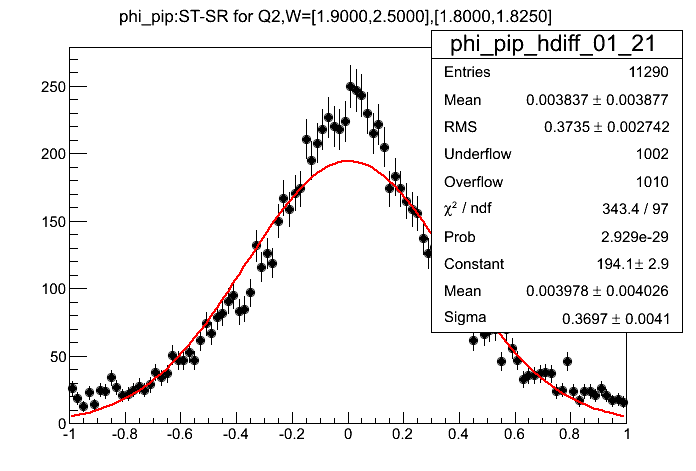 phi_pip:ST-SR for Q2,W=[1.9000,2.5000],[1.8000,1.8250]
phi_pip_hdiff_01_21
Entries 11290
Mean 0.003837 ± 0.003877
RMS 0.3735 ± 0.002742
Underflow 1002
Overflow 1010
χ² / ndf 343.4 / 97
Prob 2.929e-29
Constant 194.1 ± 2.9
Mean 0.003978 ± 0.004026
Sigma 0.3697 ± 0.0041
250
200
150
100
50
0
-1 -0.8 -0.6 -0.4 -0.2 0 0.2 0.4 0.6 0.8 1